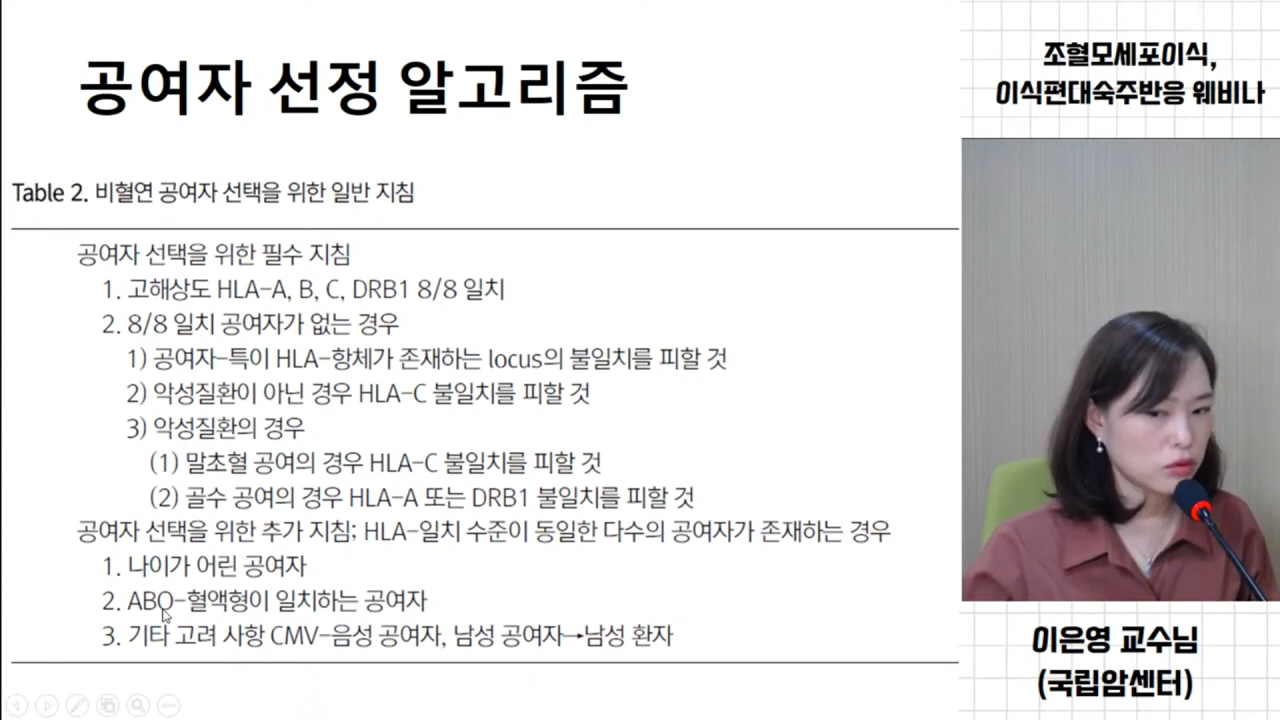 공여자 선정 알고리즘
Table 2. 비혈연 공여자 선택을 위한 일반 지침
공여자 선택을 위한 필수 지침
1. 고해상도 HLA-A, B, C, DRB1 8/8 일치
2. 8/8 일치 공여자가 없는 경우
1) 공여자-특이 HLA-항체가 존재하는 locus의 불일치를 피할 것
2) 악성질환이 아닌 경우 HLA-C 불일치를 피할 것
3) 악성질환의 경우
(1) 말초혈 공여의 경우 HLA-C 불일치를 피할 것
(2) 골수 공여의 경우 HLA-A 또는 DRB1 불일치를 피할 것
공여자 선택을 위한 추가 지침; HLA-일치 수준이 동일한 다수의 공여자가 존재하는 경우
1. 나이가 어린 공여자
2. ABO-혈액형이 일치하는 공여자
3. 기타 고려 사항 CMV-음성 공여자, 남성 공여자→남성 환자
조혈모세포이식,
이식편대숙주반응 웨비나
이은영 교수님
(국립암센터)